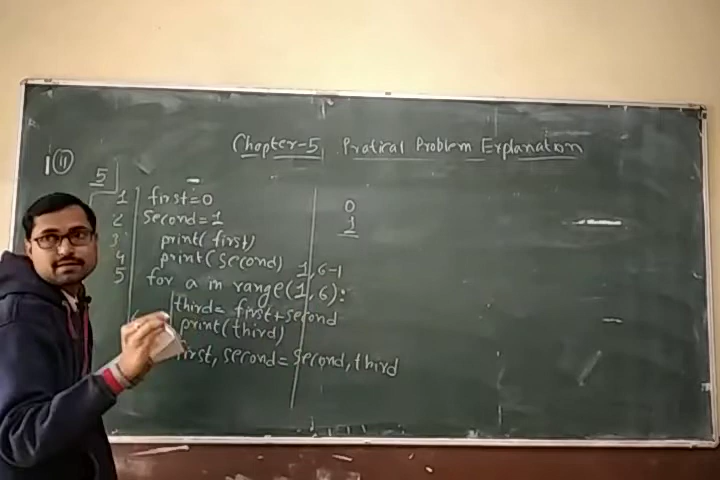 Chapter-5 Pratical Problem Explanation
i 11
5
1 first=0
2 Second=1
3 print(first)
4 print(second)
1,6-1
5 for a in range(1,6):
third= first+second
print(third)
first, second= second, third
0
1